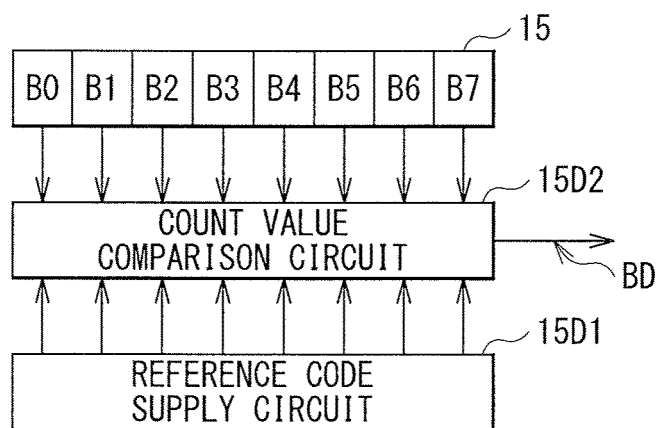 15
B0 B1 B2 B3 B4 B5 B6 B7
15D2
COUNT VALUE
COMPARISON CIRCUIT
BD
15D1
REFERENCE CODE
SUPPLY CIRCUIT